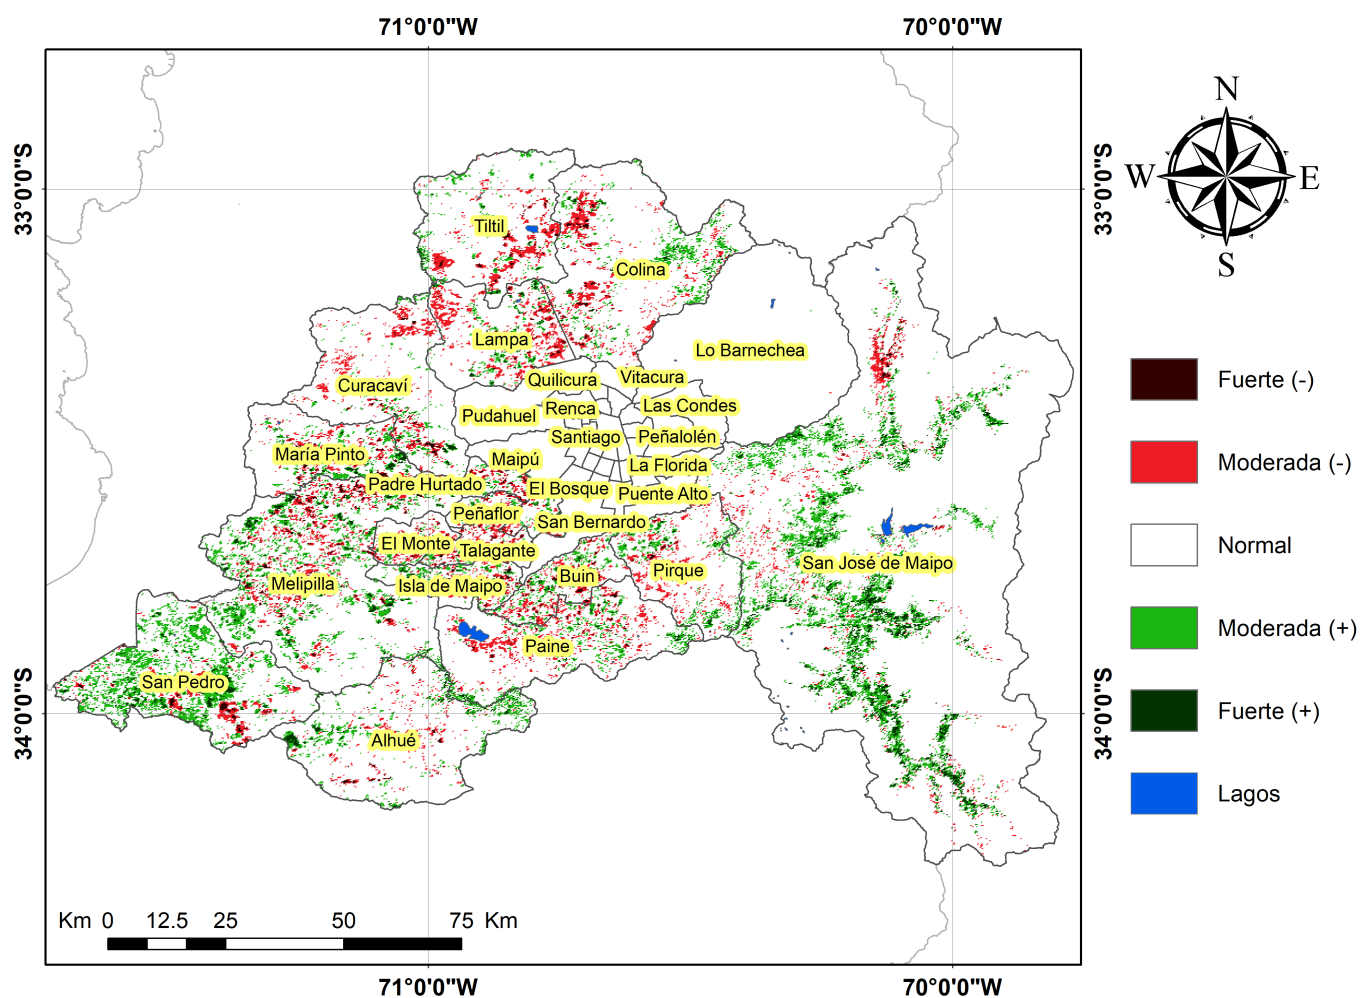 71°0'0"W
70°0'0"W
33°0'0"S
33°0'0"S
N
W
E
S
Tiltil
Colina
Lampa
Lo Barnechea
Curacaví
Quilicura
Vitacura
Pudahuel
Renca
Las Condes
Santiago
Peñalolén
María Pinto
Maipú
La Florida
Padre Hurtado
El Bosque
Puente Alto
Peñaflor
San Bernardo
El Monte
Talagante
San José de Maipo
Melipilla
Isla de Maipo
Buin
Pirque
Paine
San Pedro
Alhué
34°0'0"S
34°0'0"S
Fuerte (-)
Moderada (-)
Normal
Moderada (+)
Fuerte (+)
Lagos
Km 0 12.5 25 50 75 Km
71°0'0"W
70°0'0"W